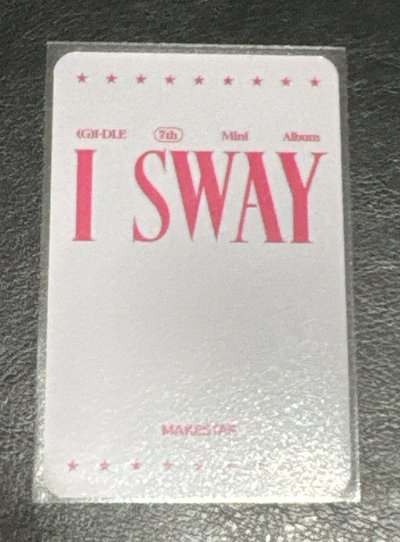 (G)I-DLE 7th Mini Album
I SWAY
MAKESTAR